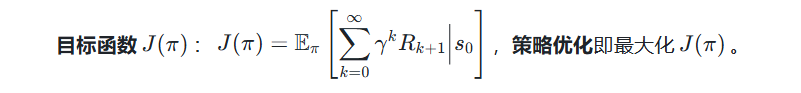 目标函数 J(π)： J(π) = 𝔼_π [ ∑_{k=0}^{∞} γ^k R_{k+1} | s_0 ]，策略优化即最大化 J(π)。